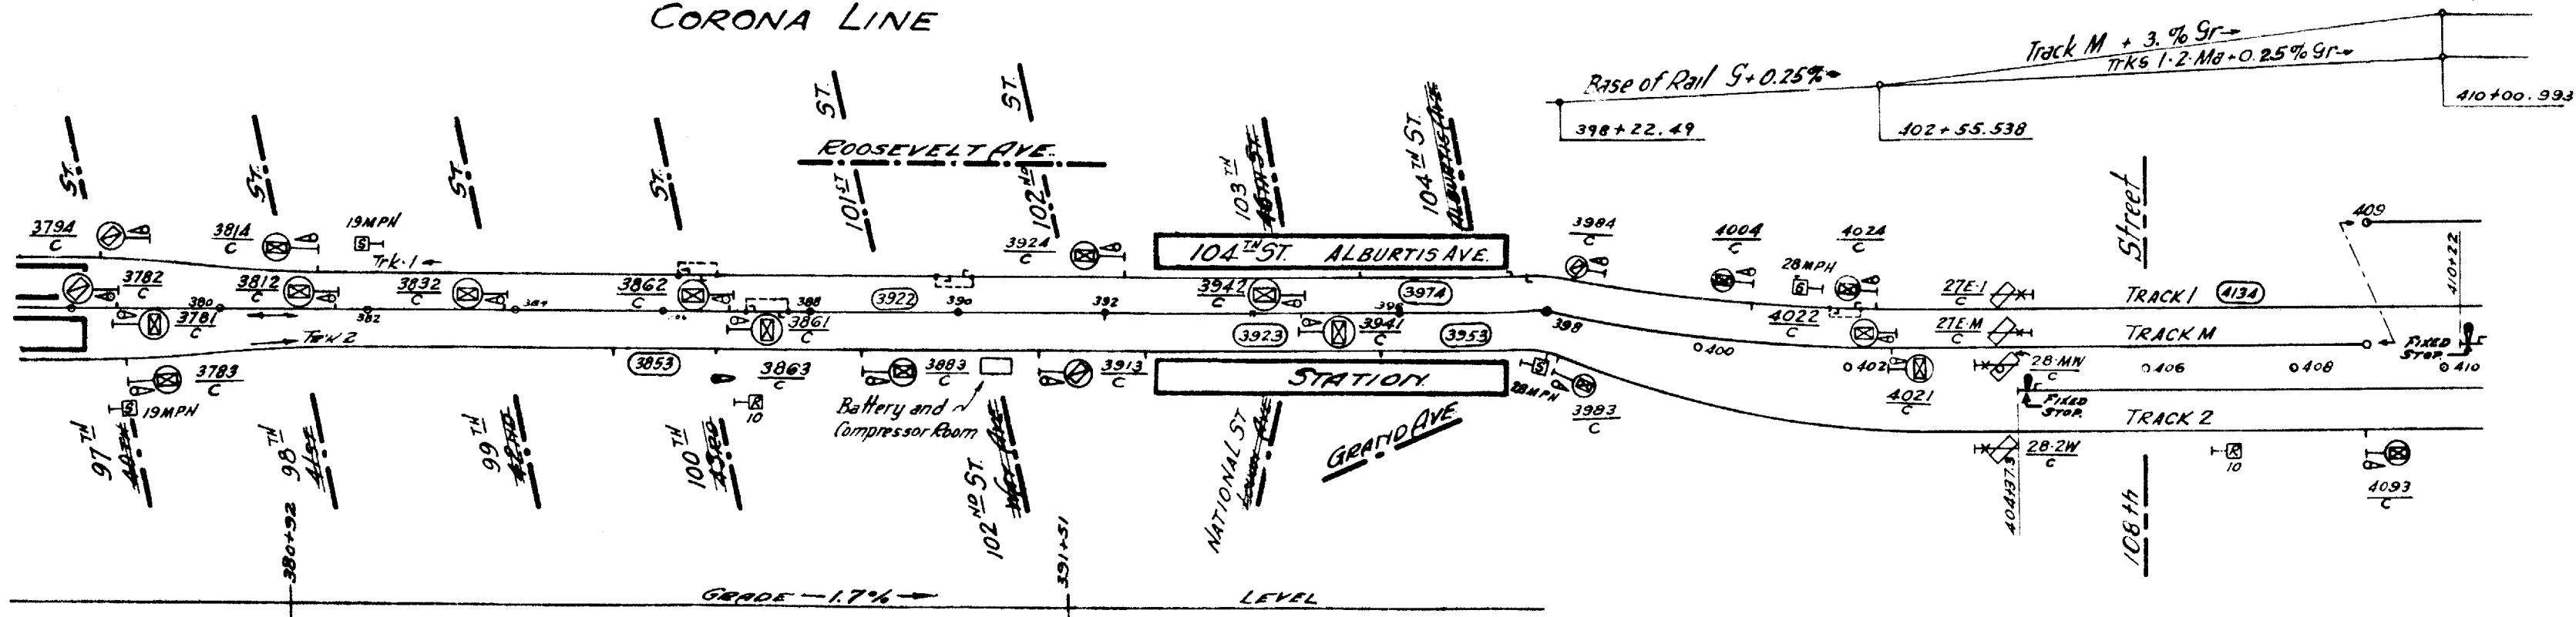 CORONA LINE
Track M + 3.% Gr→
Trks 1·2·Ma+0.25% Gr→
Base of Rail G+0.25%→
410+00.993
398+22.49
402+55.538
ST.
ST.
ST.
ST.
ST.
ST.
ROOSEVELT AVE.
101ST
102ND
103TH
104TH ST.
ALBURTIS AVE
Street
409
410+22
3794
C
3814
C
19MPH
3924
C
104TH ST. ALBURTIS AVE.
3984
C
4004
C
4024
C
28MPH
Trk·1 ←
3782
C
3812
C
3832
C
3862
C
3922
3942
C
3974
27E·1
C
TRACK 1
4134
380
382
384
388
390
392
396
398
3781
C
3861
C
3923
3941
C
3953
4022
C
27E·M
C
TRACK M
→ Trk 2
400
402
406
408
410
FIXED
STOP.
3783
C
3853
3863
C
3883
C
3913
C
STATION
28MPH
3983
C
4021
C
28·MW
C
FIXED
STOP.
19MPH
10
Battery and
Compressor Room
TRACK 2
97TH
40TH
98TH
41ST
99TH
42ND
100TH
43RD
102ND ST.
NATIONAL ST
GRAND AVE
28·2W
C
10
4093
C
404+97.3
108th
380+92
391+51
GRADE —1.7% →
LEVEL